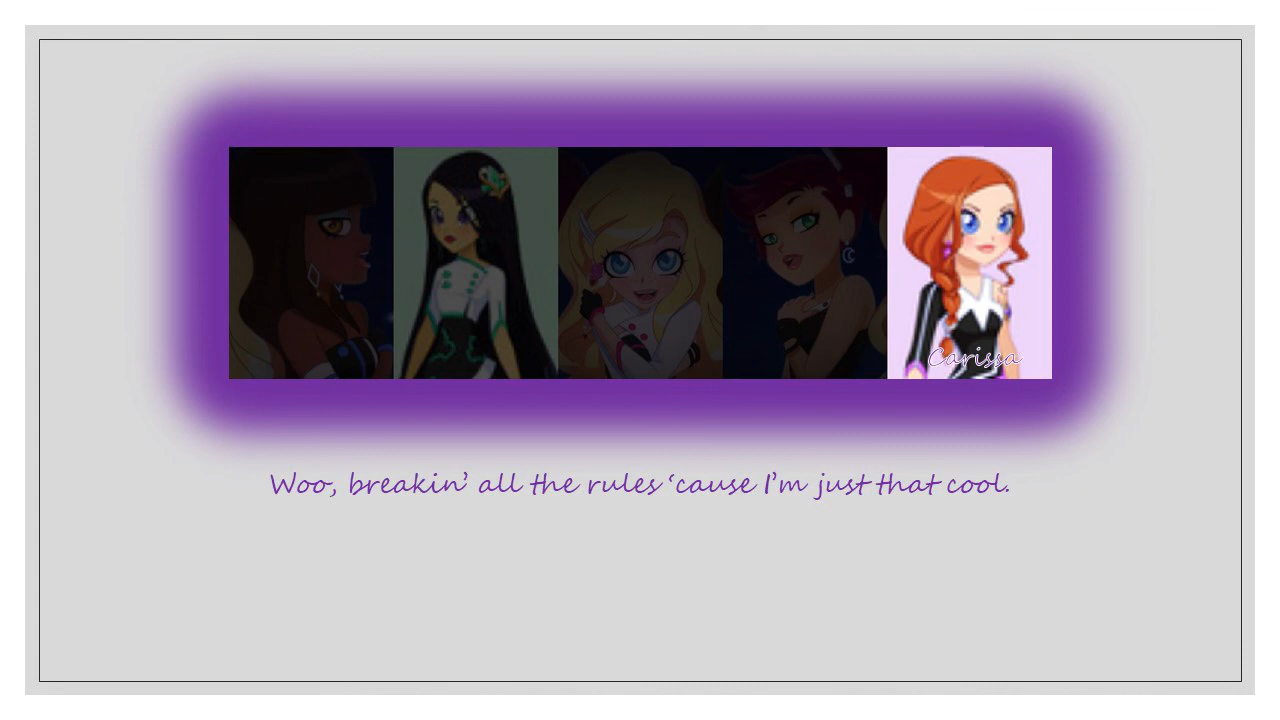 Carissa
Woo, breakin’ all the rules ‘cause I’m just that cool.